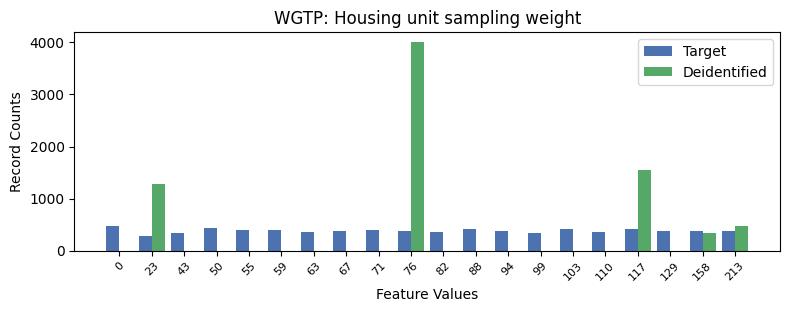 WGTP: Housing unit sampling weight
Target
Deidentified
4000
3000
2000
1000
0
Record Counts
0 23 43 50 55 59 63 67 71 76 82 88 94 99 103 110 117 129 158 213
Feature Values